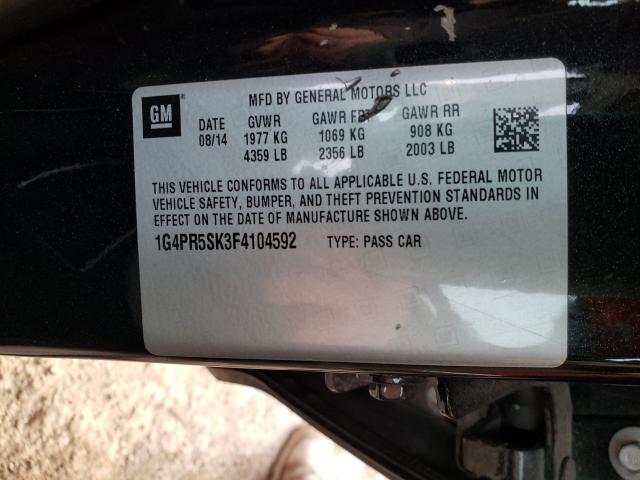 MFD BY GENERAL MOTORS LLC
GM
DATE GVWR GAWR FRT GAWR RR
08/14 1977 KG 1069 KG 908 KG
4359 LB 2356 LB 2003 LB
THIS VEHICLE CONFORMS TO ALL APPLICABLE U.S. FEDERAL MOTOR
VEHICLE SAFETY, BUMPER, AND THEFT PREVENTION STANDARDS IN
EFFECT ON THE DATE OF MANUFACTURE SHOWN ABOVE.
1G4PR5SK3F4104592 TYPE: PASS CAR